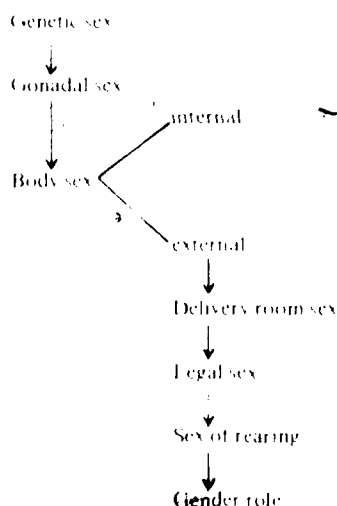 Genetic sex
Gonadal sex
internal
Body sex
external
Delivery room sex
Legal sex
Sex of rearing
Gender role